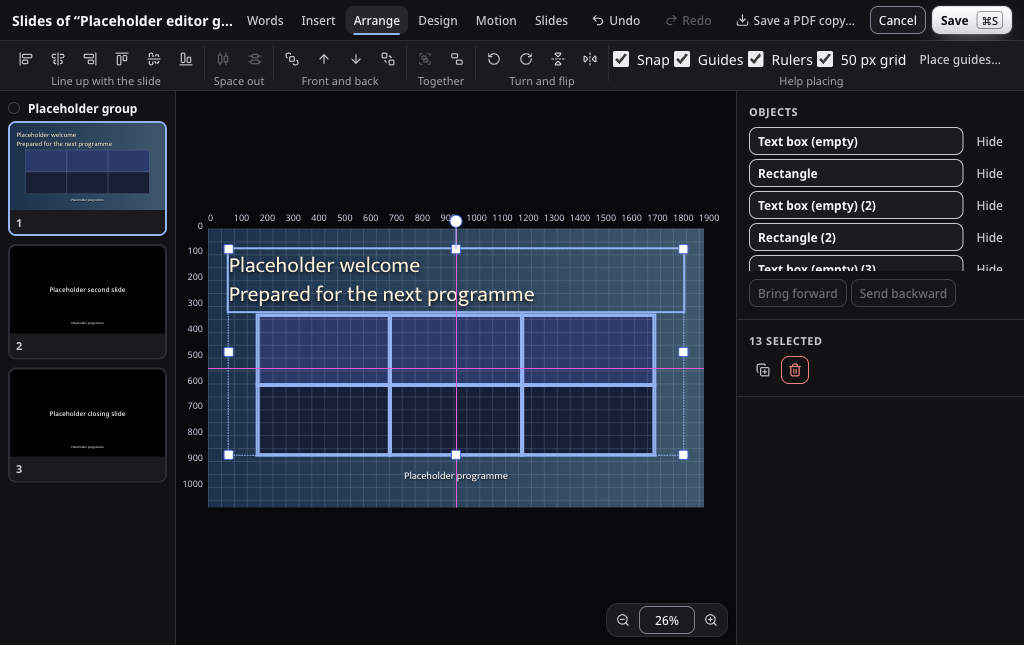 Slides of “Placeholder editor g...
Words
Insert
Arrange
Design
Motion
Slides
Undo
Redo
Save a PDF copy...
Cancel
Save ⌘S
Line up with the slide
Space out
Front and back
Together
Turn and flip
Snap
Guides
Rulers
50 px grid
Place guides...
Help placing
Placeholder group
Placeholder welcome
Prepared for the next programme
Placeholder programme
1
Placeholder second slide
Placeholder programme
2
Placeholder closing slide
Placeholder programme
3
0 100 200 300 400 500 600 700 800 900 1000 1100 1200 1300 1400 1500 1600 1700 1800 1900
0
100
200
300
400
500
600
700
800
900
1000
Placeholder welcome
Prepared for the next programme
Placeholder programme
26%
OBJECTS
Text box (empty) Hide
Rectangle Hide
Text box (empty) (2) Hide
Rectangle (2) Hide
Text box (empty) (3) Hide
Bring forward
Send backward
13 SELECTED